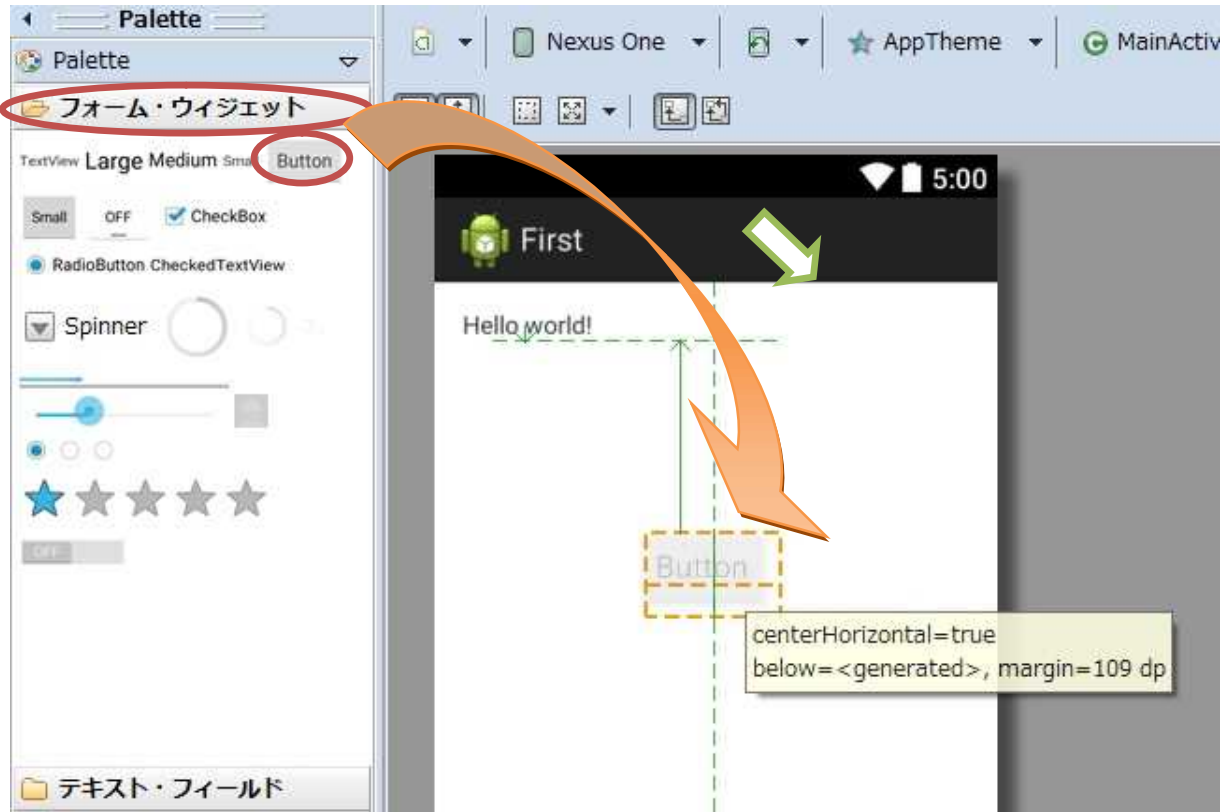 Palette
Palette
フォーム・ウィジェット
TextView Large Medium Small Button
Small OFF CheckBox
RadioButton CheckedTextView
Spinner
OFF
テキスト・フィールド
Nexus One AppTheme MainActiv
5:00
First
Hello world!
Button
centerHorizontal=true
below=<generated>, margin=109 dp